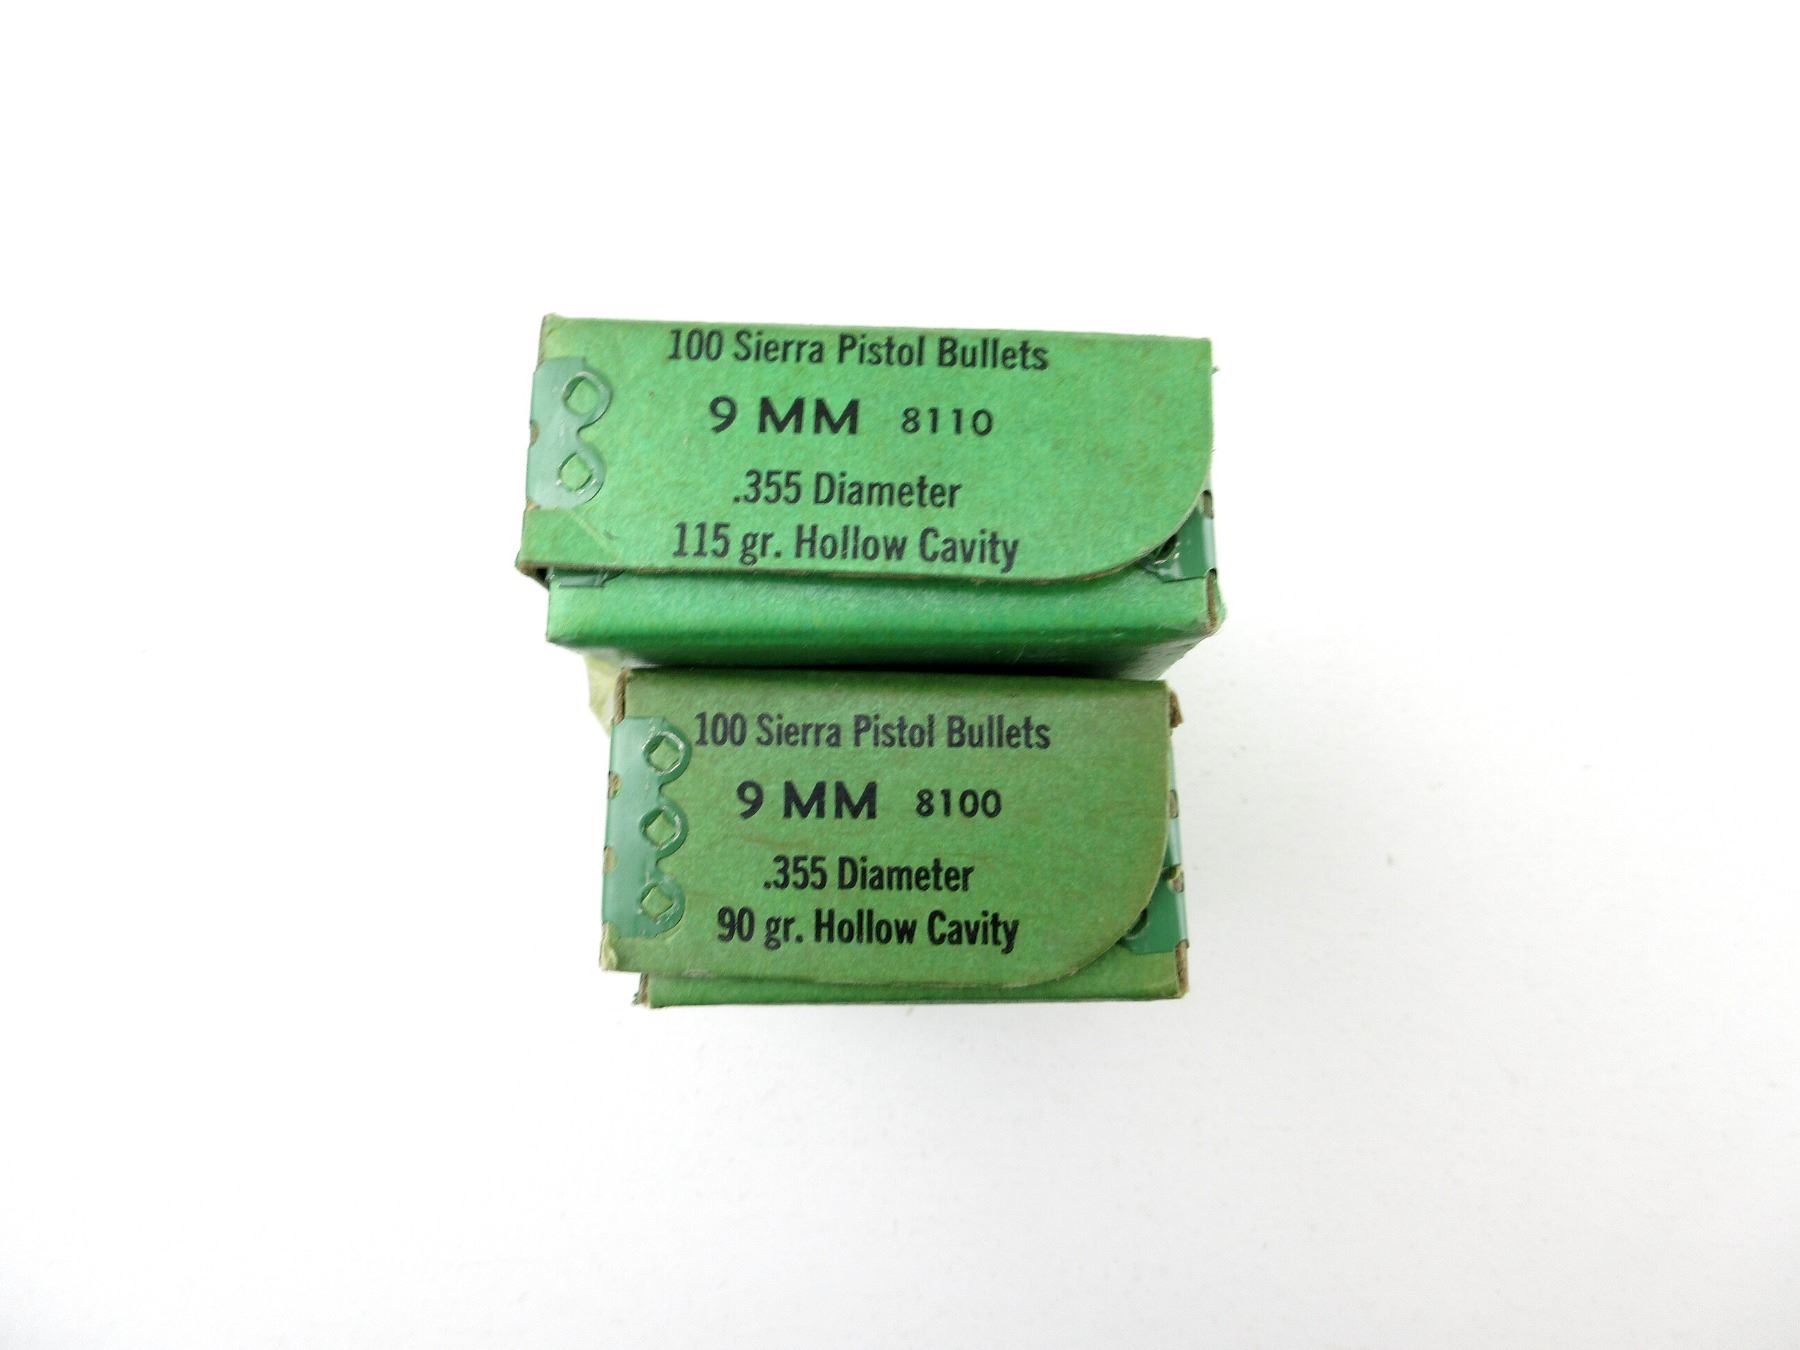 100 Sierra Pistol Bullets
9 MM 8110
.355 Diameter
115 gr. Hollow Cavity
100 Sierra Pistol Bullets
9 MM 8100
.355 Diameter
90 gr. Hollow Cavity